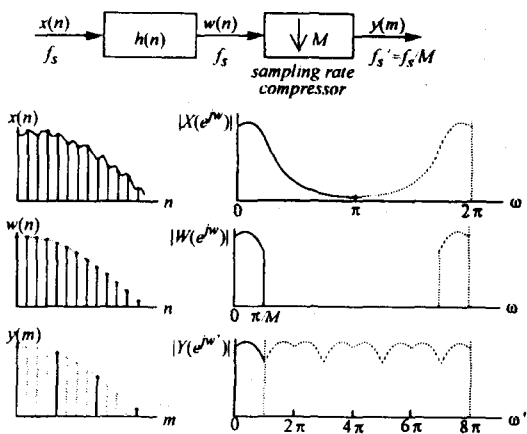 x(n) w(n) y(m)
h(n) ↓ M
f_s f_s f_s'=f_s/M
sampling rate
compressor
x(n) |X(e^{jw})|
n 0 π 2π ω
w(n) |W(e^{jw})|
n 0 π/M ω
y(m) |Y(e^{jw'})|
m 0 2π 4π 6π 8π ω'